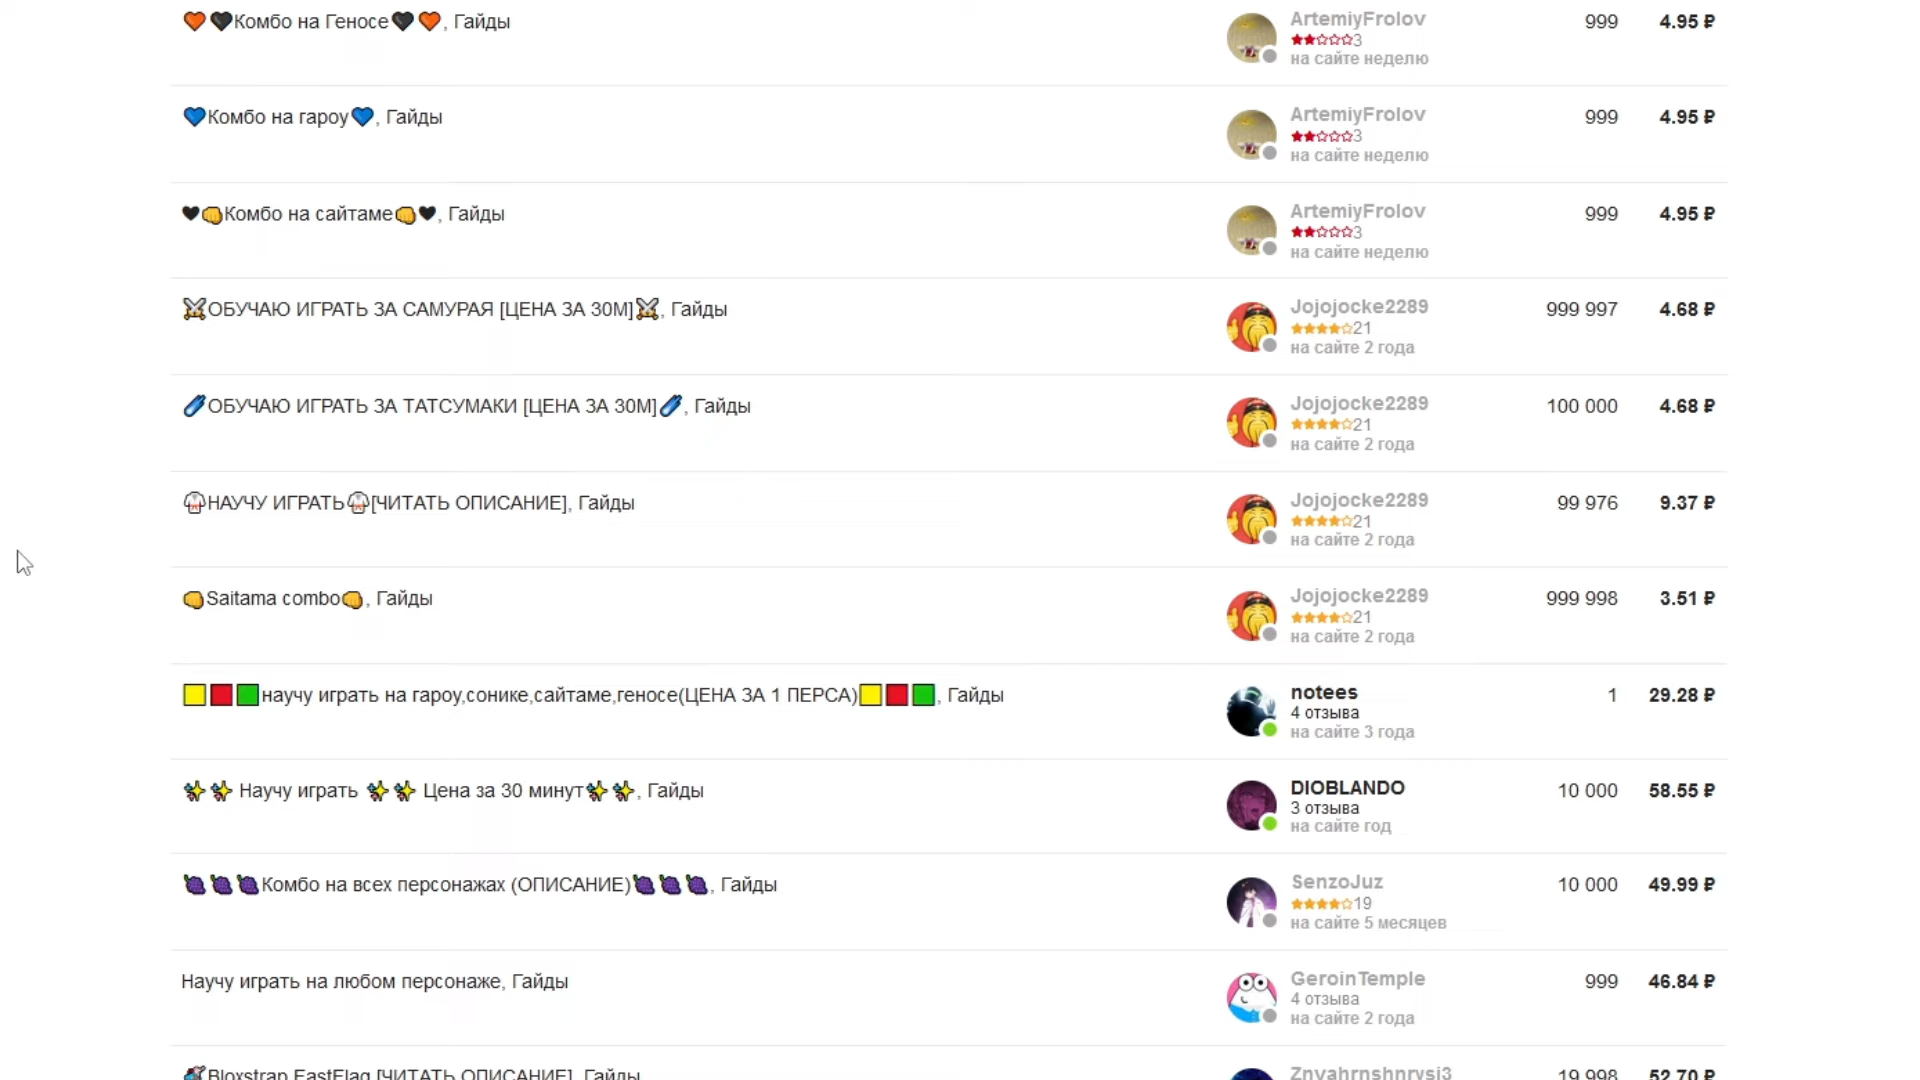 🧡🖤Комбо на Геносе🖤🧡, Гайды
ArtemiyFrolov
3
на сайте неделю
999
4.95 ₽
💙Комбо на гароу💙, Гайды
ArtemiyFrolov
3
на сайте неделю
999
4.95 ₽
🖤👊Комбо на сайтаме👊🖤, Гайды
ArtemiyFrolov
3
на сайте неделю
999
4.95 ₽
⚔️ОБУЧАЮ ИГРАТЬ ЗА САМУРАЯ [ЦЕНА ЗА 30М]⚔️, Гайды
Jojojocke2289
21
на сайте 2 года
999 997
4.68 ₽
ОБУЧАЮ ИГРАТЬ ЗА ТАТСУМАКИ [ЦЕНА ЗА 30М], Гайды
Jojojocke2289
21
на сайте 2 года
100 000
4.68 ₽
🥋НАУЧУ ИГРАТЬ🥋[ЧИТАТЬ ОПИСАНИЕ], Гайды
Jojojocke2289
21
на сайте 2 года
99 976
9.37 ₽
👊Saitama combo👊, Гайды
Jojojocke2289
21
на сайте 2 года
999 998
3.51 ₽
🟨🟥🟩научу играть на гароу,сонике,сайтаме,геносе(ЦЕНА ЗА 1 ПЕРСА)🟨🟥🟩, Гайды
notees
4 отзыва
на сайте 3 года
1
29.28 ₽
✨✨ Научу играть ✨✨ Цена за 30 минут✨✨, Гайды
DIOBLANDO
3 отзыва
на сайте год
10 000
58.55 ₽
🍇🍇🍇Комбо на всех персонажах (ОПИСАНИЕ)🍇🍇🍇, Гайды
SenzoJuz
19
на сайте 5 месяцев
10 000
49.99 ₽
Научу играть на любом персонаже, Гайды
GeroinTemple
4 отзыва
на сайте 2 года
999
46.84 ₽
Bloxstrap FastFlag [ЧИТАТЬ ОПИСАНИЕ], Гайды
19 998
52.70 ₽